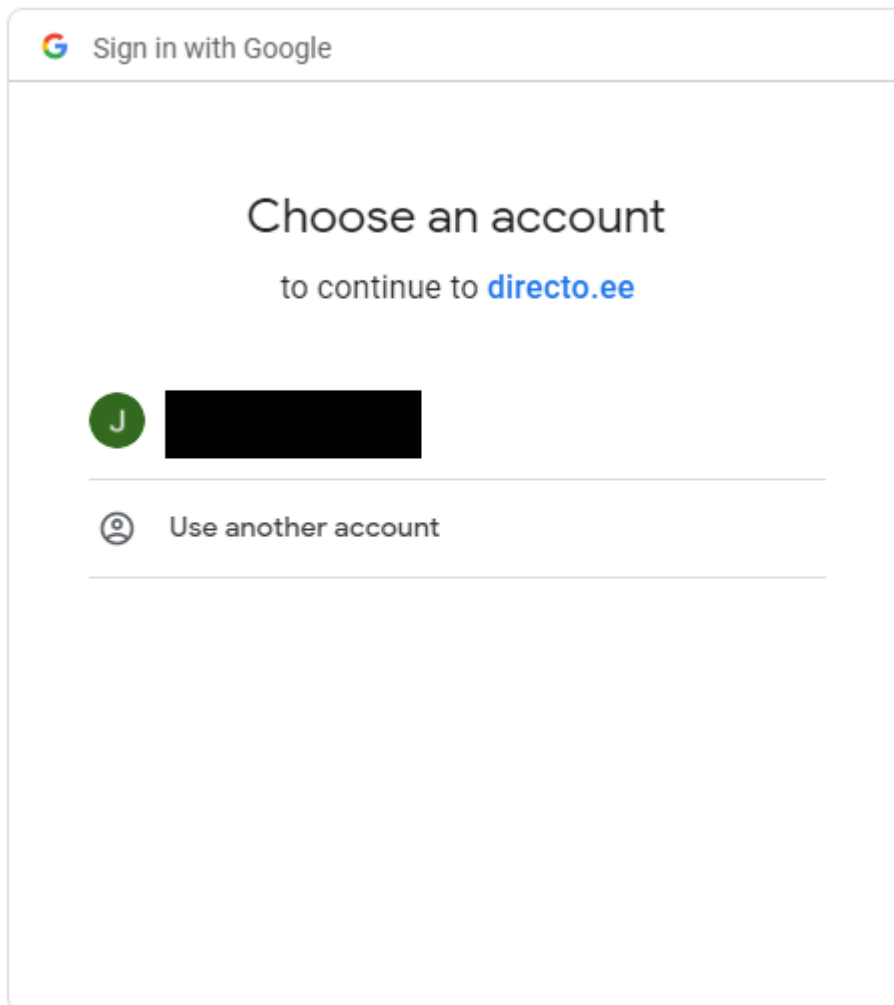 Sign in with Google
Choose an account
to continue to directo.ee
J
Use another account